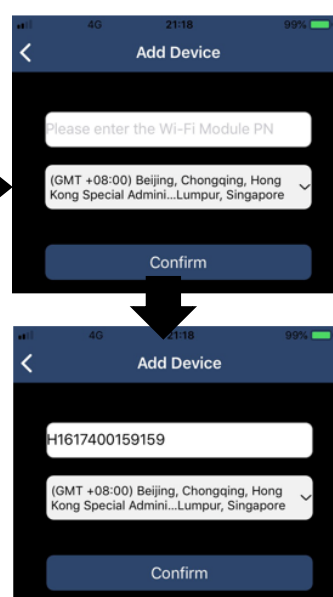 4G 21:18 99%
Add Device
Please enter the Wi-Fi Module PN
(GMT +08:00) Beijing, Chongqing, Hong
Kong Special Admini...Lumpur, Singapore
Confirm
4G 21:18 99%
Add Device
H1617400159159
(GMT +08:00) Beijing, Chongqing, Hong
Kong Special Admini...Lumpur, Singapore
Confirm